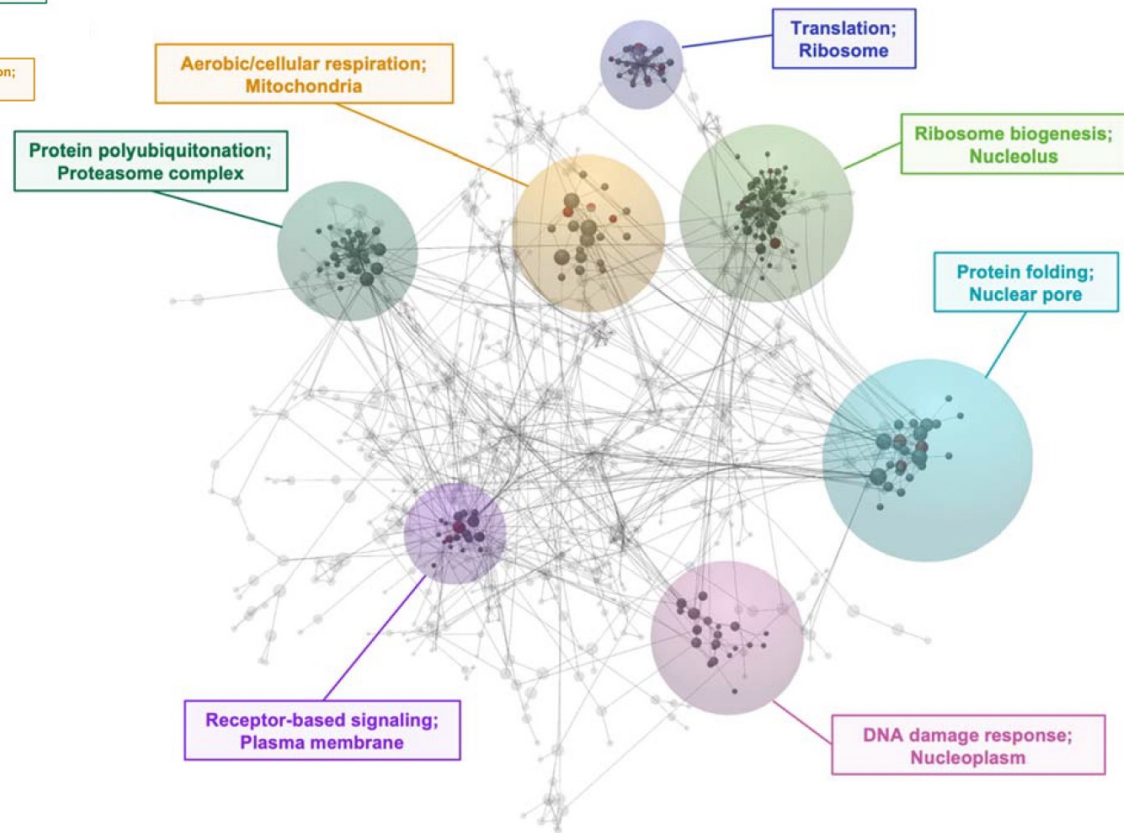 Translation;
Ribosome
Aerobic/cellular respiration;
Mitochondria
on;
Ribosome biogenesis;
Nucleolus
Protein polyubiquitonation;
Proteasome complex
Protein folding;
Nuclear pore
Receptor-based signaling;
Plasma membrane
DNA damage response;
Nucleoplasm